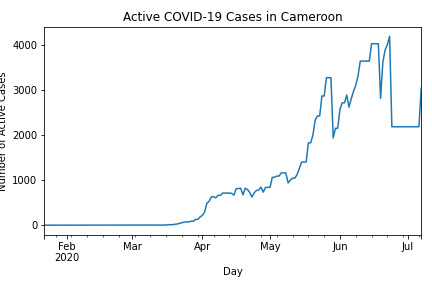 Active COVID-19 Cases in Cameroon
Number of Active Cases
4000
3000
2000
1000
0
Feb
2020
Mar
Apr
May
Jun
Jul
Day